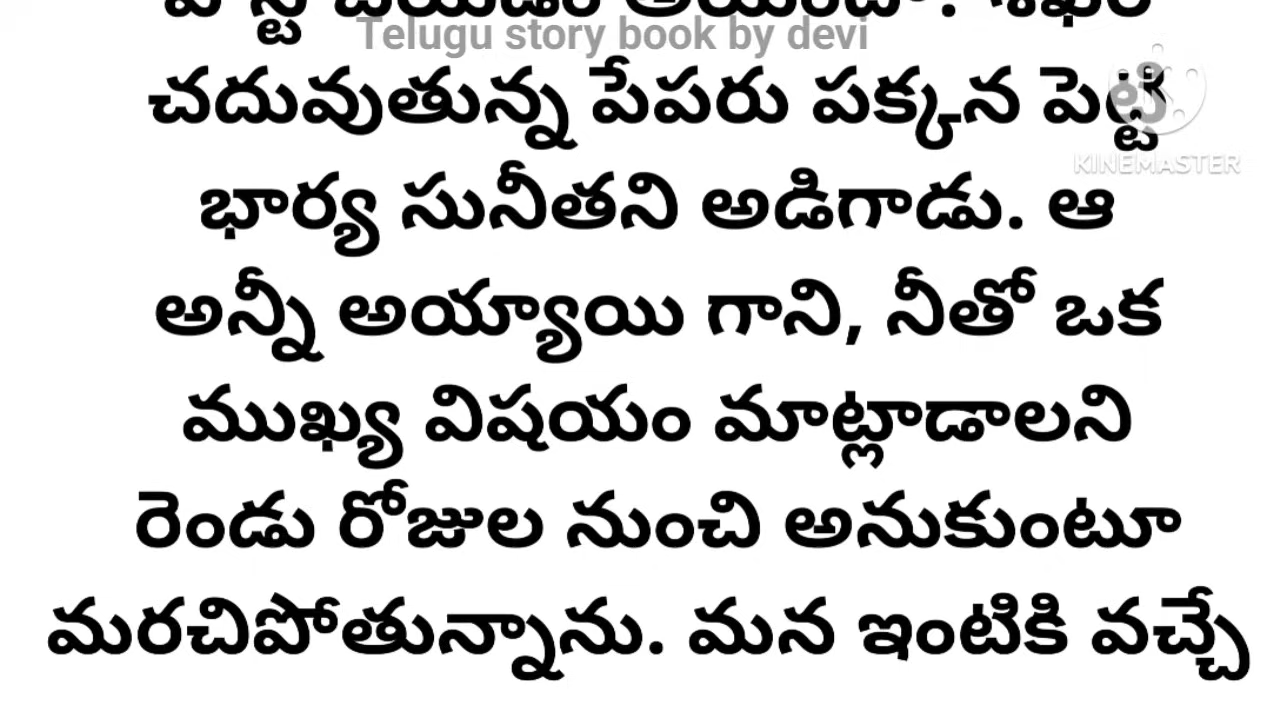 Telugu story book by devi
చదువుతున్న పేపరు పక్కన పెట్టి
KINEMASTER
భార్య సునీతని అడిగాడు. ఆ
అన్నీ అయ్యాయి గాని, నీతో ఒక
ముఖ్య విషయం మాట్లాడాలని
రెండు రోజుల నుంచి అనుకుంటూ
మరచిపోతున్నాను. మన ఇంటికి వచ్చే